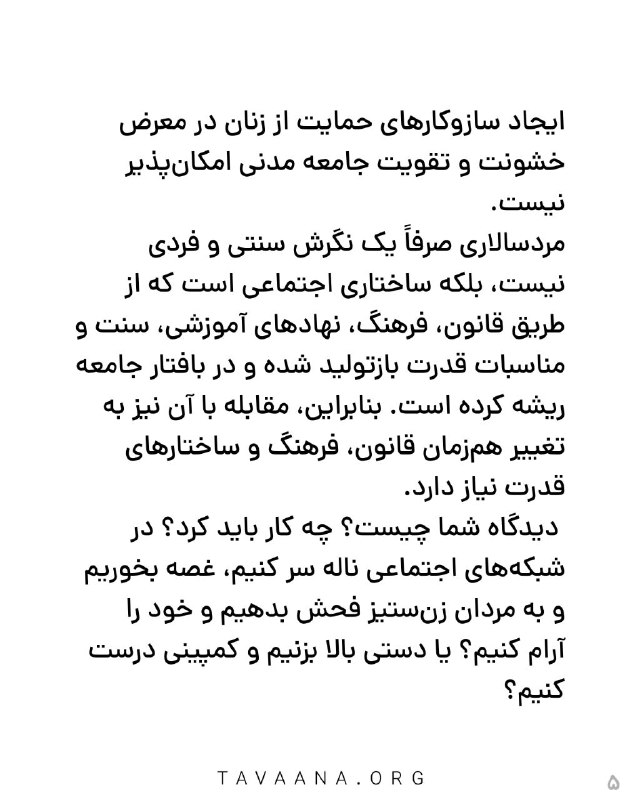 ایجاد سازوکارهای حمایت از زنان در معرض
خشونت و تقویت جامعه مدنی امکان‌پذیر
نیست.
مردسالاری صرفاً یک نگرش سنتی و فردی
نیست، بلکه ساختاری اجتماعی است که از
طریق قانون، فرهنگ، نهادهای آموزشی، سنت و
مناسبات قدرت بازتولید شده و در بافتار جامعه
ریشه کرده است. بنابراین، مقابله با آن نیز به
تغییر هم‌زمان قانون، فرهنگ و ساختارهای
قدرت نیاز دارد.
دیدگاه شما چیست؟ چه کار باید کرد؟ در
شبکه‌های اجتماعی ناله سر کنیم، غصه بخوریم
و به مردان زن‌ستیز فحش بدهیم و خود را
آرام کنیم؟ یا دستی بالا بزنیم و کمپینی درست
کنیم؟
TAVAANA.ORG
۵